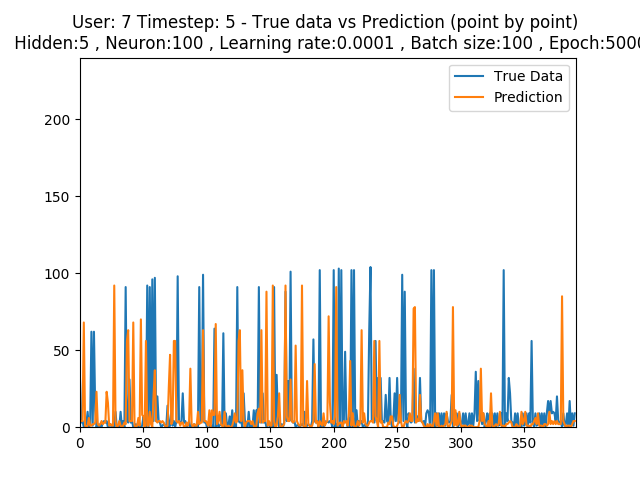 User: 7 Timestep: 5 - True data vs Prediction (point by point)
Hidden:5 , Neuron:100 , Learning rate:0.0001 , Batch size:100 , Epoch:5000
True Data
Prediction
200
150
100
50
0
0 50 100 150 200 250 300 350